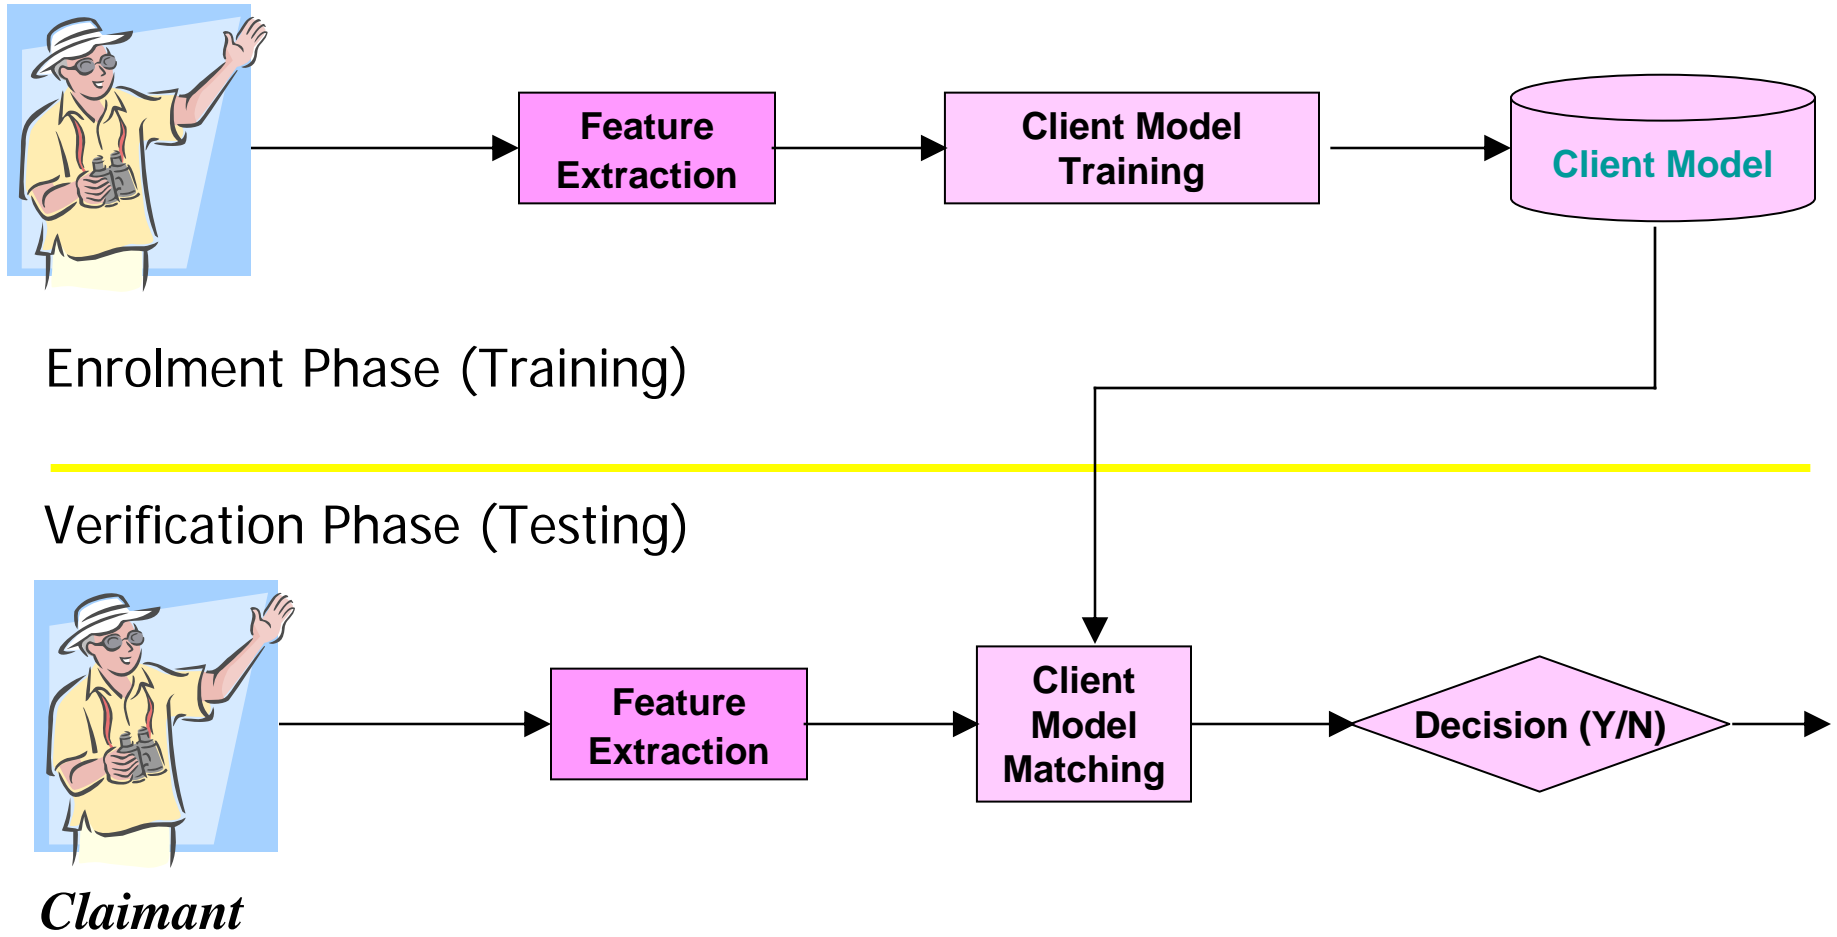 Feature
Extraction
Client Model
Training
Client Model
Enrolment Phase (Training)
Verification Phase (Testing)
Feature
Extraction
Client
Model
Matching
Decision (Y/N)
Claimant